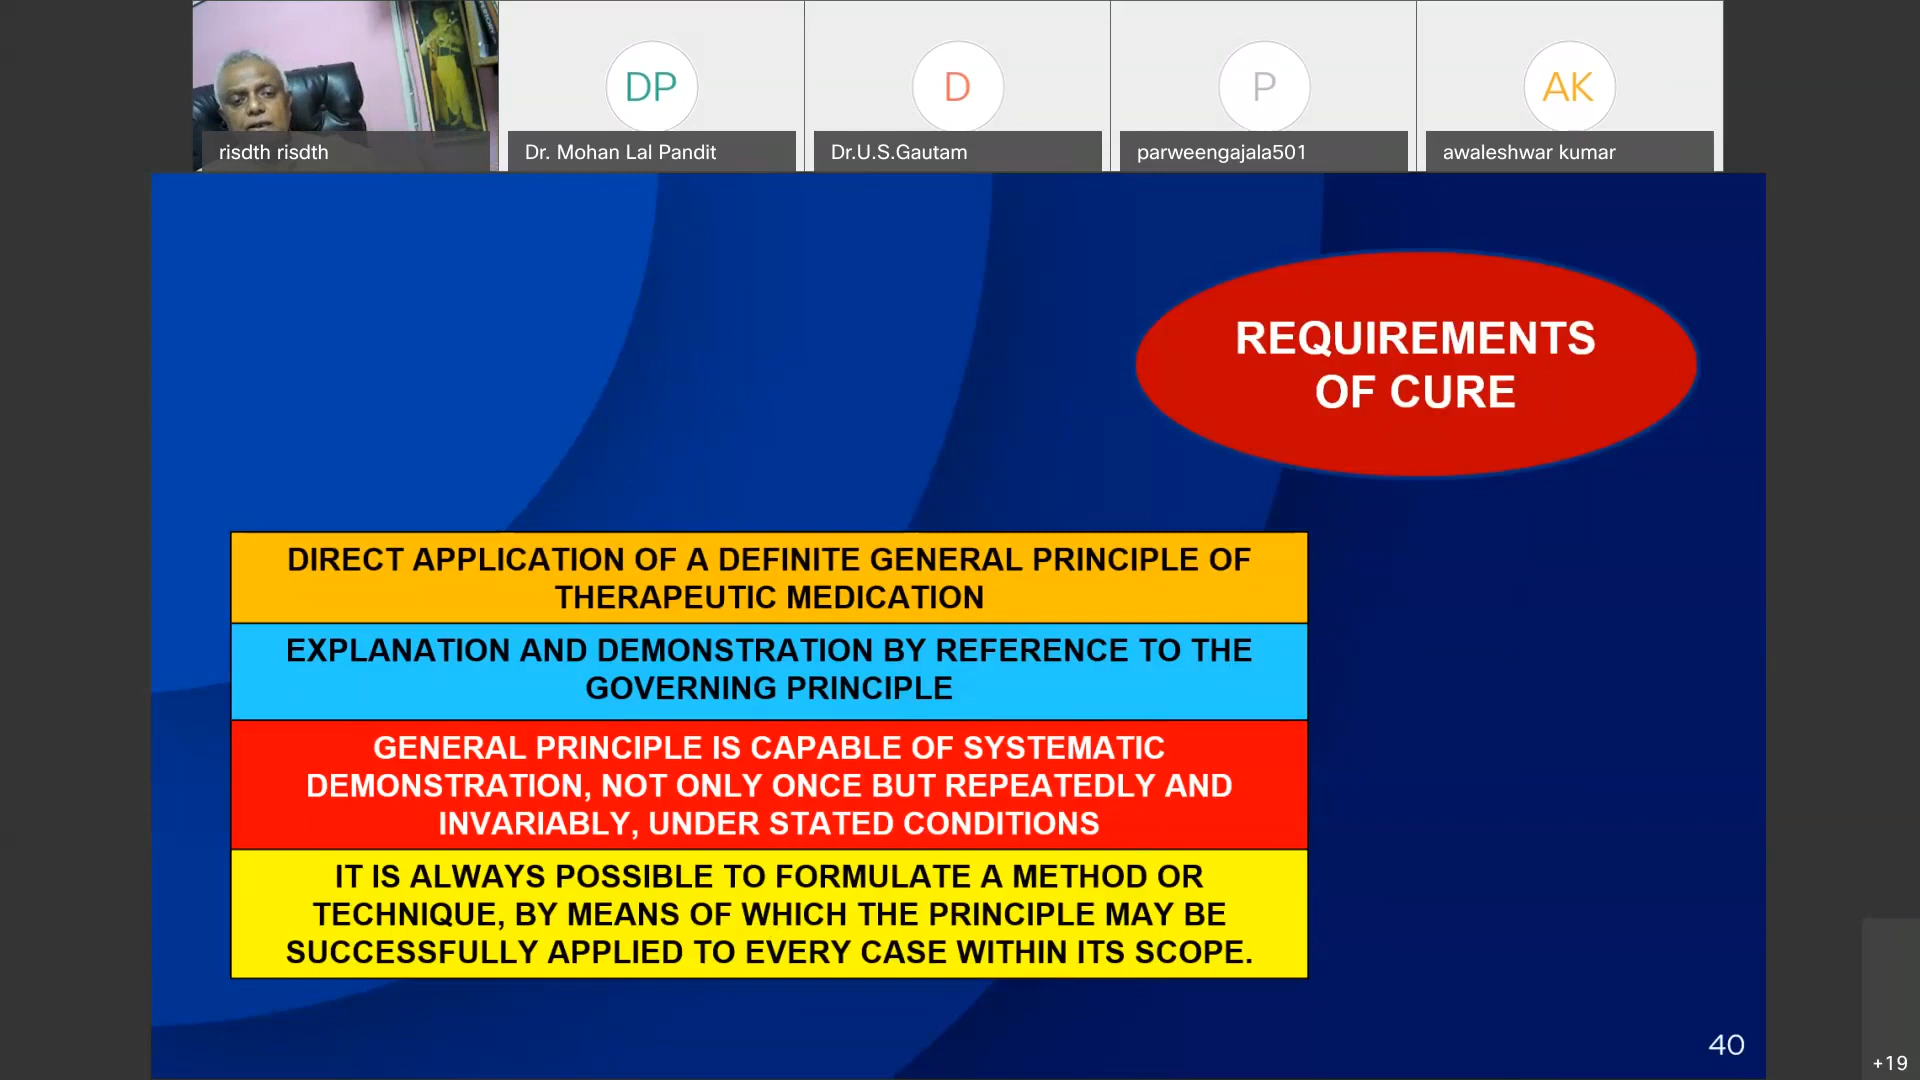 DP
D
P
AK
risdth risdth
Dr. Mohan Lal Pandit
Dr.U.S.Gautam
parweengajala501
awaleshwar kumar
REQUIREMENTS
OF CURE
DIRECT APPLICATION OF A DEFINITE GENERAL PRINCIPLE OF
THERAPEUTIC MEDICATION
EXPLANATION AND DEMONSTRATION BY REFERENCE TO THE
GOVERNING PRINCIPLE
GENERAL PRINCIPLE IS CAPABLE OF SYSTEMATIC
DEMONSTRATION, NOT ONLY ONCE BUT REPEATEDLY AND
INVARIABLY, UNDER STATED CONDITIONS
IT IS ALWAYS POSSIBLE TO FORMULATE A METHOD OR
TECHNIQUE, BY MEANS OF WHICH THE PRINCIPLE MAY BE
SUCCESSFULLY APPLIED TO EVERY CASE WITHIN ITS SCOPE.
40
+19